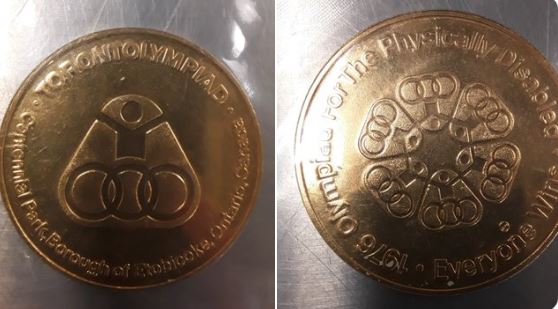 • TORONTOLYMPIAD •
Centennial Park, Borough of Etobicoke, Ontario, Canada
1976 Olympiad For The Physically Disabled
• Everyone Wins